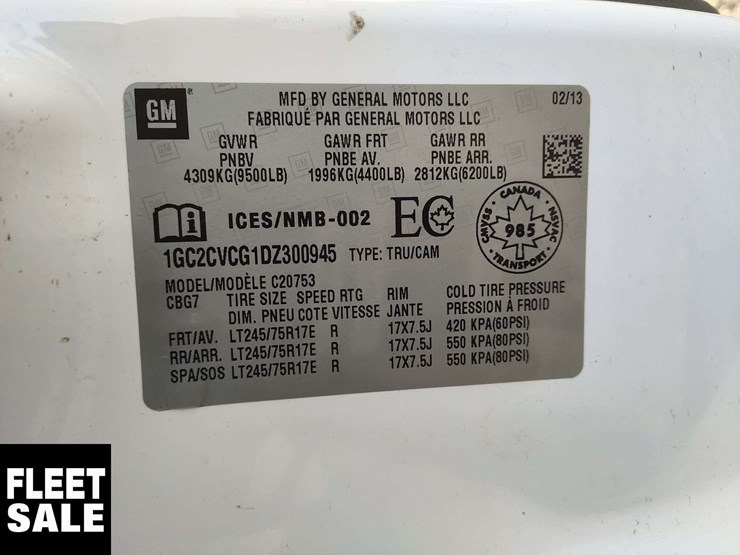 GM
MFD BY GENERAL MOTORS LLC 02/13
FABRIQUÉ PAR GENERAL MOTORS LLC
GVWR GAWR FRT GAWR RR
PNBV PNBE AV. PNBE ARR.
4309KG(9500LB) 1996KG(4400LB) 2812KG(6200LB)
ICES/NMB-002 EC
CANADA
CMVSS 985 NSVAC
TRANSPORT
1GC2CVCG1DZ300945 TYPE: TRU/CAM
MODEL/MODÈLE C20753
CBG7 TIRE SIZE SPEED RTG RIM COLD TIRE PRESSURE
DIM. PNEU COTE VITESSE JANTE PRESSION À FROID
FRT/AV. LT245/75R17E R 17X7.5J 420 KPA(60PSI)
RR/ARR. LT245/75R17E R 17X7.5J 550 KPA(80PSI)
SPA/SOS LT245/75R17E R 17X7.5J 550 KPA(80PSI)
FLEET
SALE